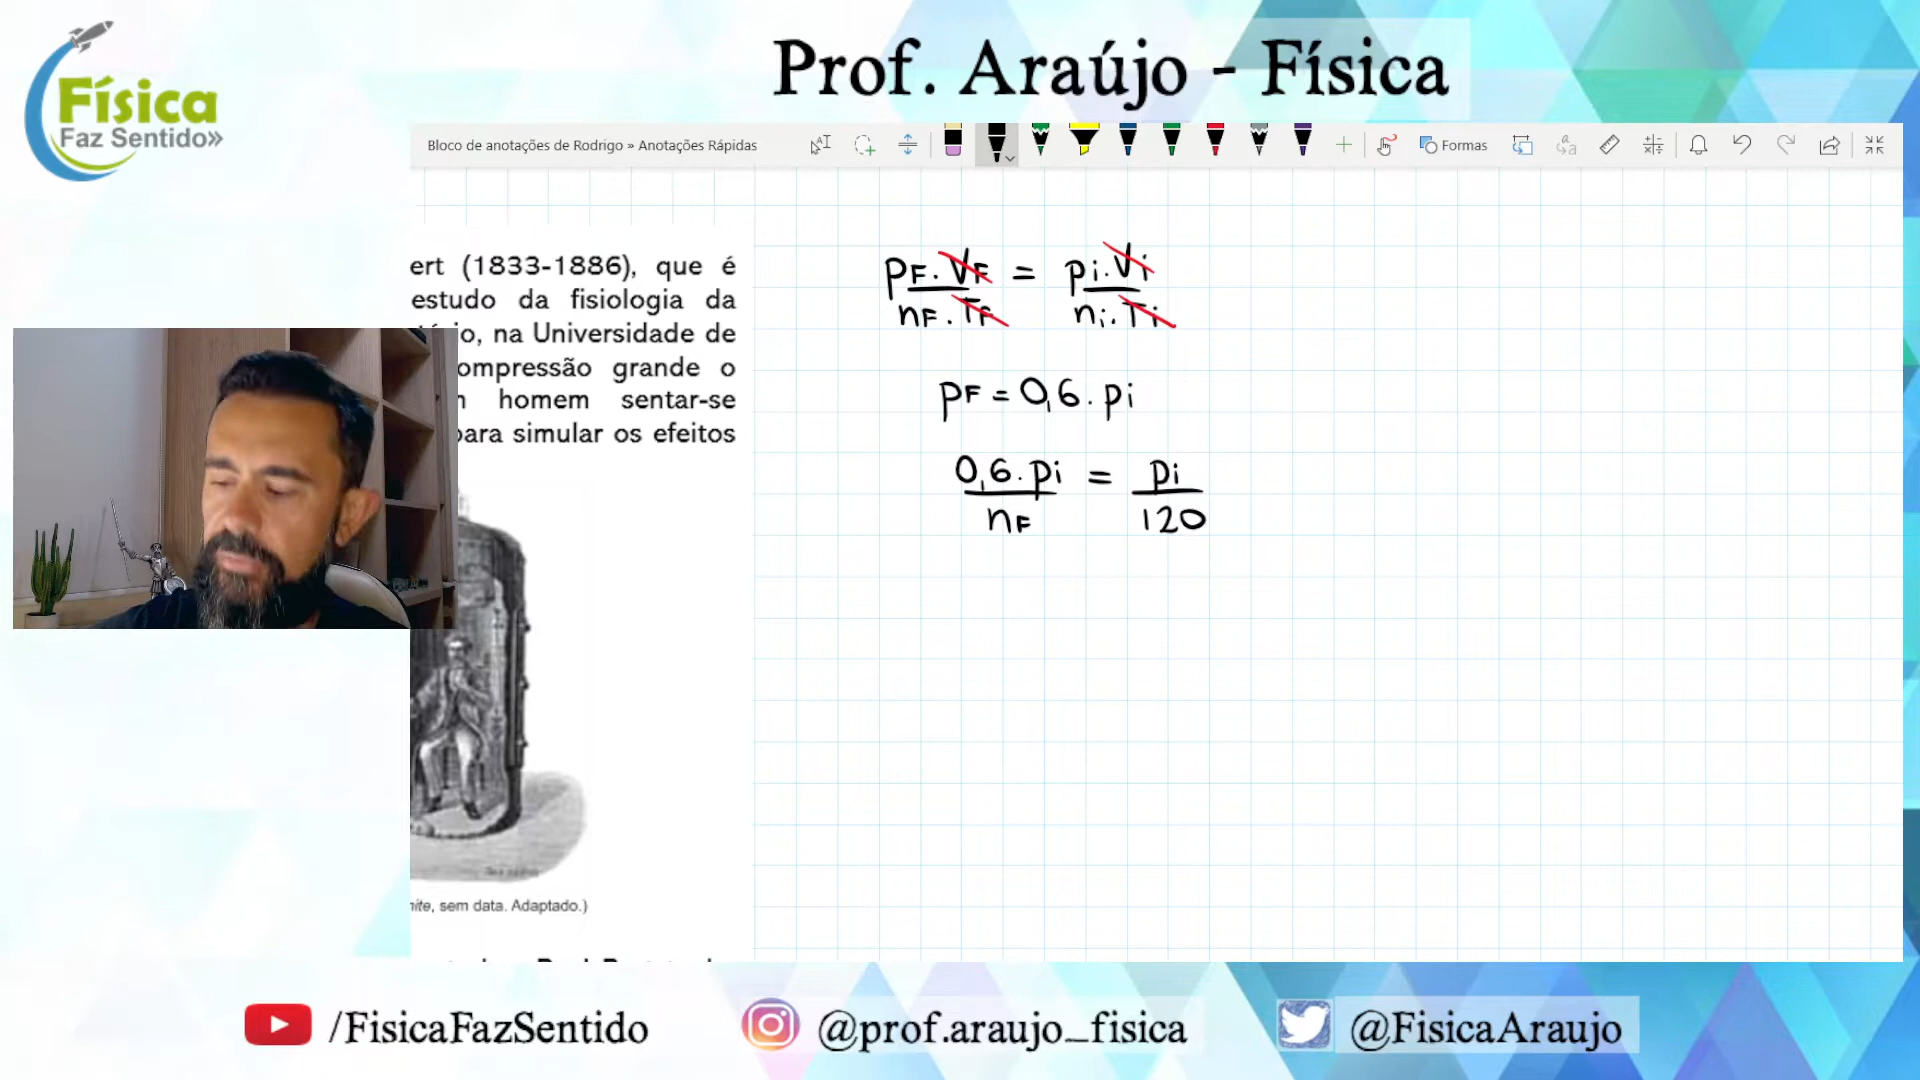 Física
Faz Sentido»
Prof. Araújo - Física
Bloco de anotações de Rodrigo » Anotações Rápidas
Formas
ert (1833-1886), que é
estudo da fisiologia da
io, na Universidade de
ompressão grande o
homem sentar-se
para simular os efeitos
, sem data. Adaptado.)
pF.VF = pi.Vi
nF.TF ni.Ti
pF = 0,6.pi
0,6.pi = pi
nF 120
/FisicaFazSentido
@prof.araujo_fisica
@FisicaAraujo